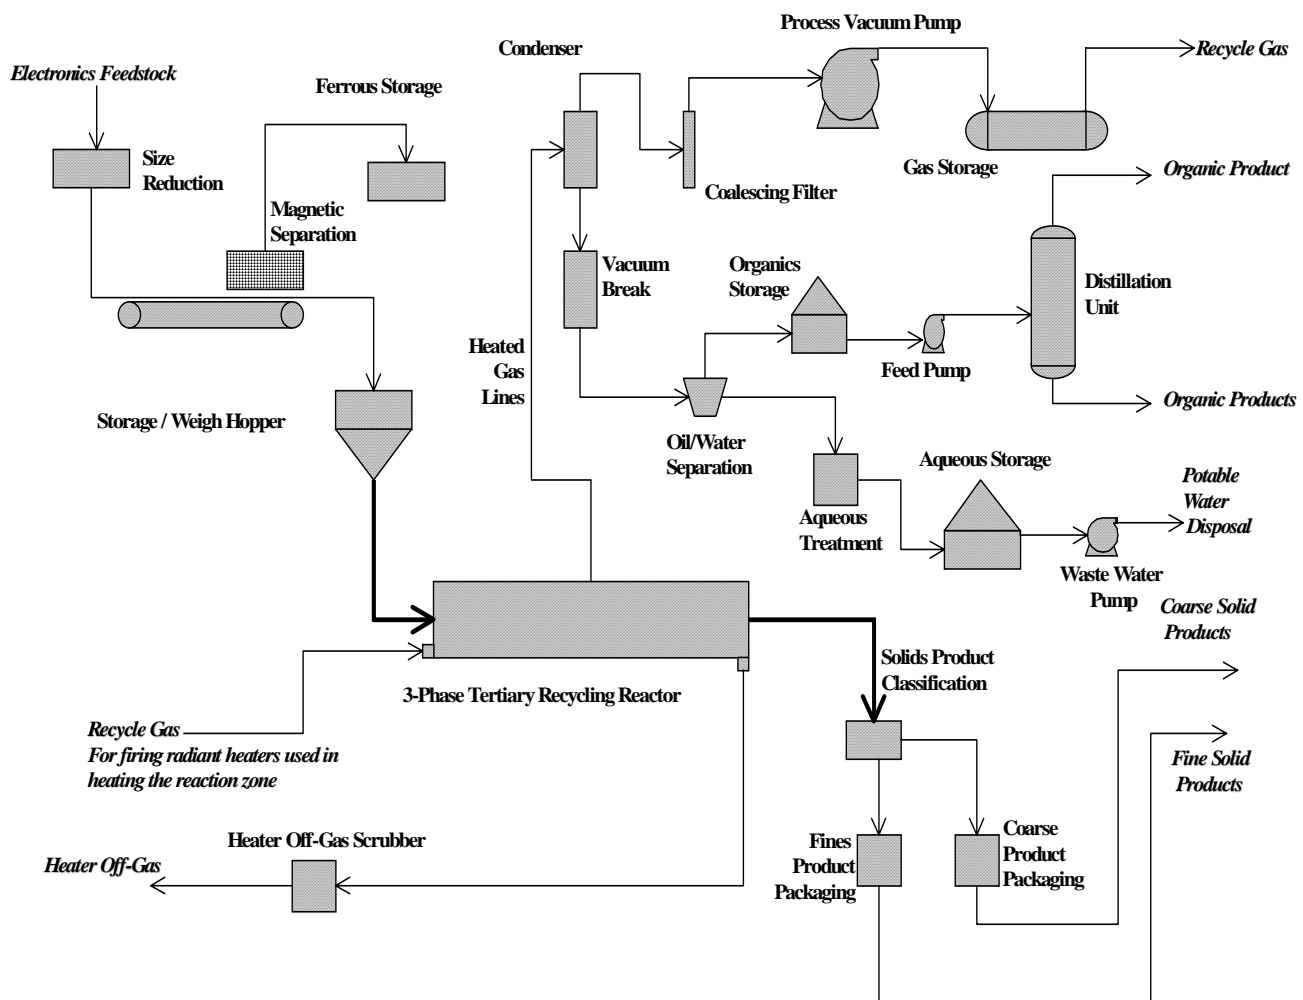 Process Vacuum Pump
Condenser
Recycle Gas
Electronics Feedstock
Ferrous Storage
Size
Reduction
Gas Storage
Organic Product
Coalescing Filter
Magnetic
Separation
Vacuum
Break
Organics
Storage
Distillation
Unit
Heated
Gas
Lines
Feed Pump
Organic Products
Storage / Weigh Hopper
Oil/Water
Separation
Aqueous Storage
Potable
Water
Disposal
Aqueous
Treatment
Waste Water
Pump
Coarse Solid
Products
Solids Product
Classification
3-Phase Tertiary Recycling Reactor
Recycle Gas
For firing radiant heaters used in
heating the reaction zone
Fine Solid
Products
Heater Off-Gas Scrubber
Heater Off-Gas
Fines
Product
Packaging
Coarse
Product
Packaging